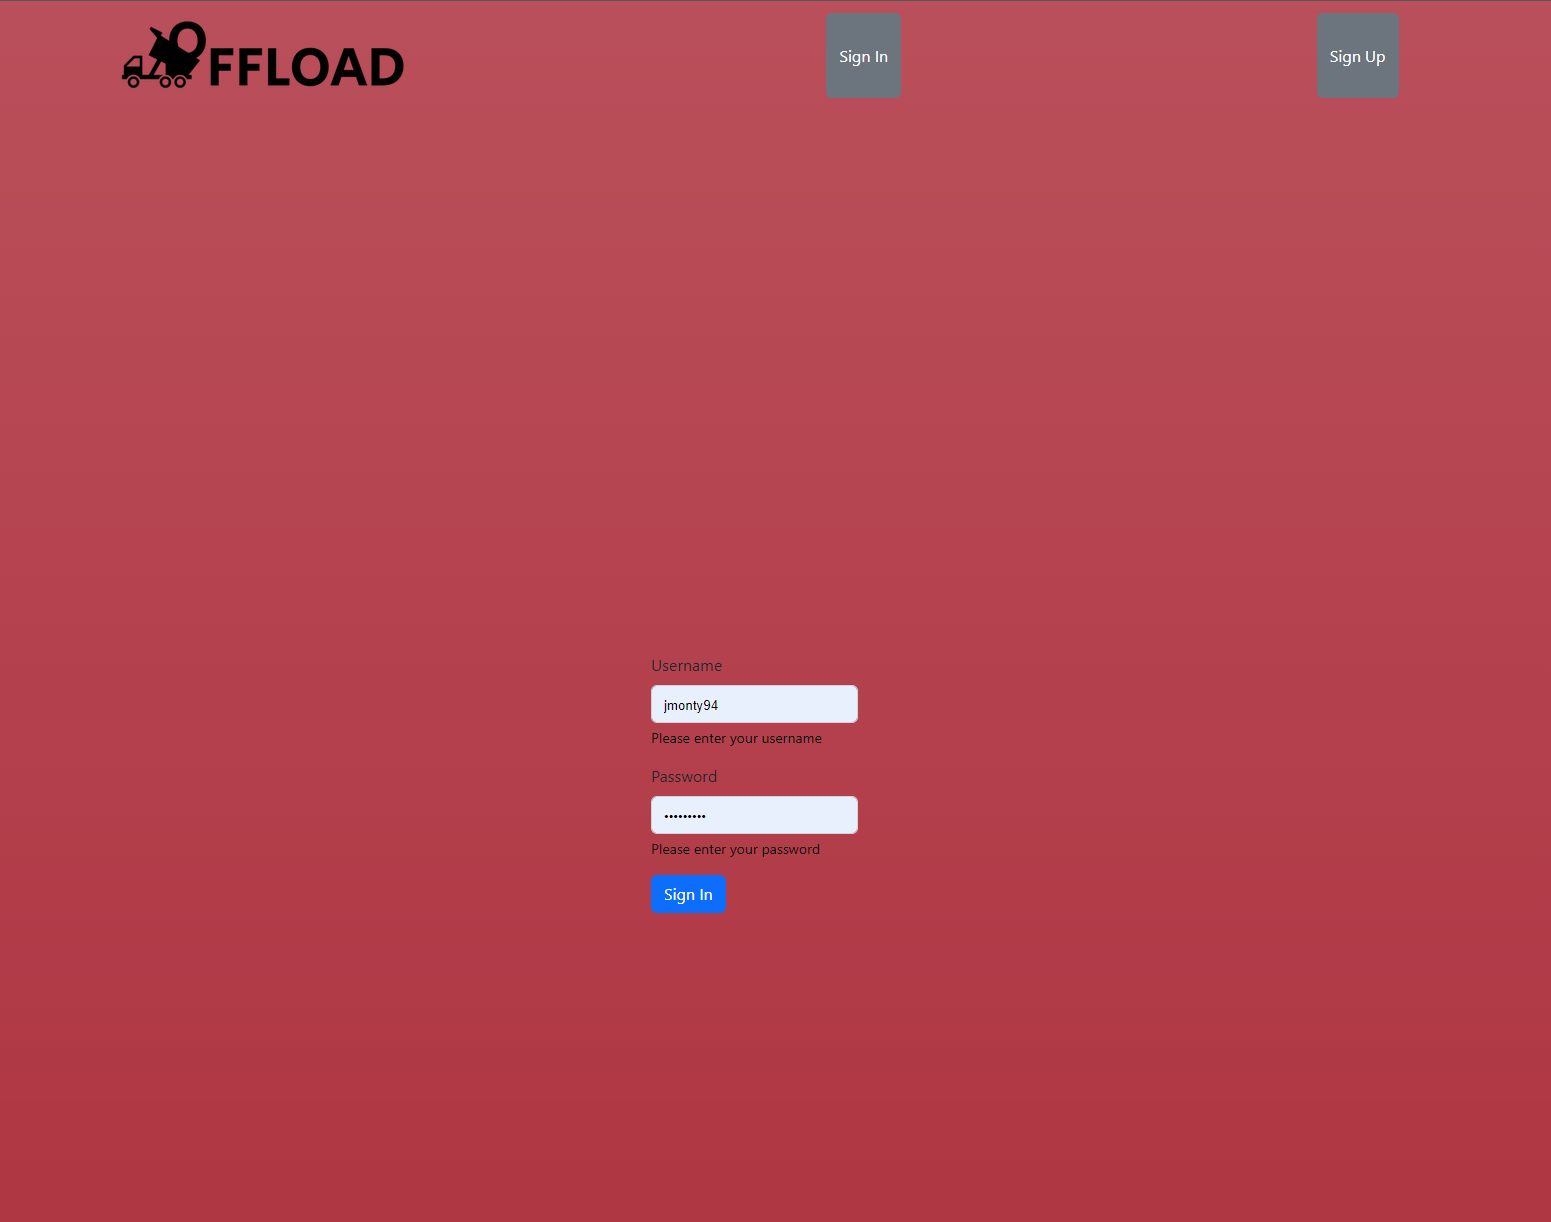 OFFLOAD
Sign In
Sign Up
Username
jmonty94
Please enter your username
Password
•••••••••
Please enter your password
Sign In